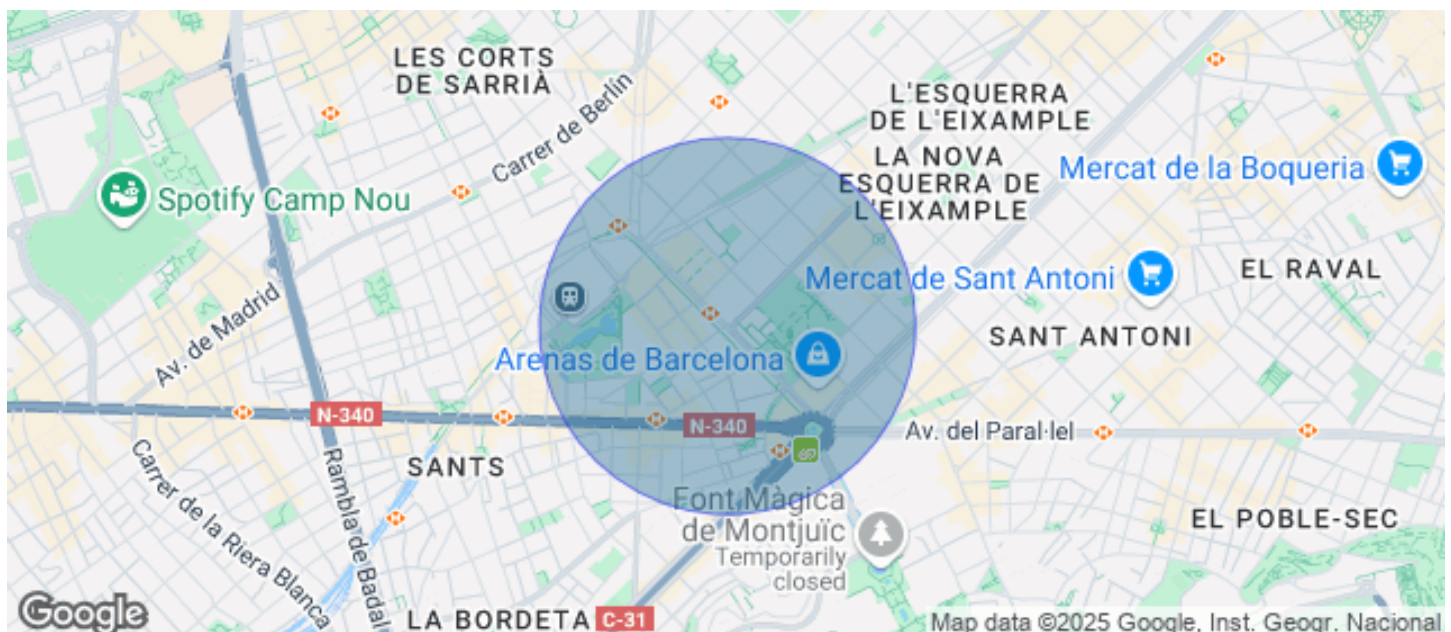 LES CORTS
DE SARRIÀ
Carrer de Berlín
L'ESQUERRA
DE L'EIXAMPLE
LA NOVA
ESQUERRA DE
L'EIXAMPLE
Mercat de la Boqueria
Spotify Camp Nou
Mercat de Sant Antoni
EL RAVAL
Av. de Madrid
SANT ANTONI
Arenas de Barcelona
N-340
N-340
Av. del Paral·lel
SANTS
Carrer de la Riera Blanca
Rambla de Badal
Font Màgica
de Montjuïc
Temporarily
closed
EL POBLE-SEC
LA BORDETA
C-31
Google
Map data ©2025 Google, Inst. Geogr. Nacional